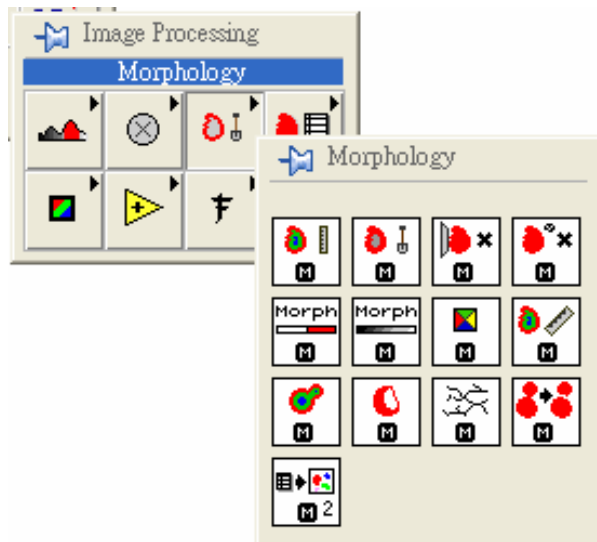 Image Processing
Morphology
Morphology
M M M M
Morph Morph
M M M M
M M M M
M 2